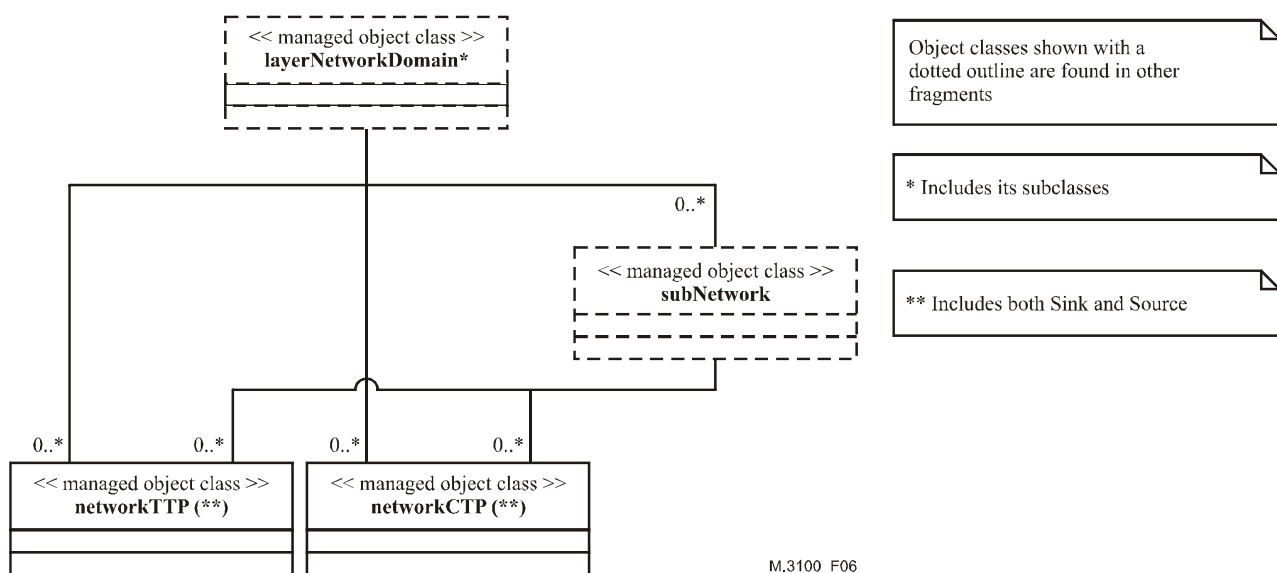 << managed object class >>
layerNetworkDomain*
Object classes shown with a
dotted outline are found in other
fragments
* Includes its subclasses
0..*
<< managed object class >>
subNetwork
** Includes both Sink and Source
0..*
0..*
0..*
0..*
<< managed object class >>
networkTTP (**)
<< managed object class >>
networkCTP (**)
M.3100_F06